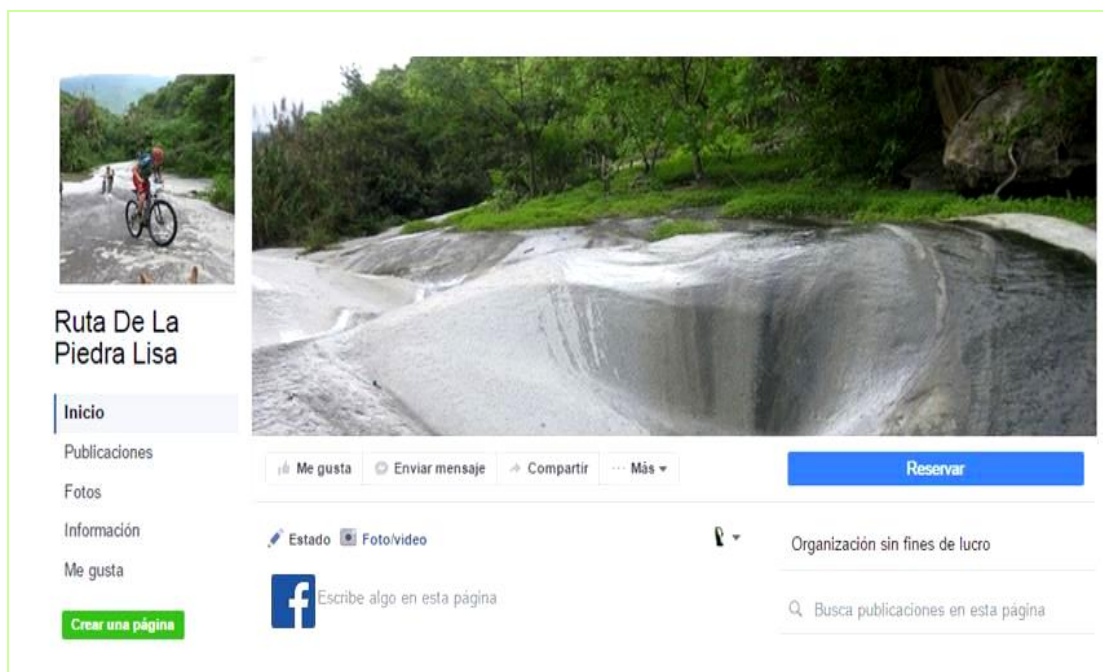 Ruta De La
Piedra Lisa
Inicio
Publicaciones
Fotos
Información
Me gusta
Crear una página
Me gusta
Enviar mensaje
Compartir
Más
Reservar
Estado
Foto/video
Escribe algo en esta página
Organización sin fines de lucro
Busca publicaciones en esta página